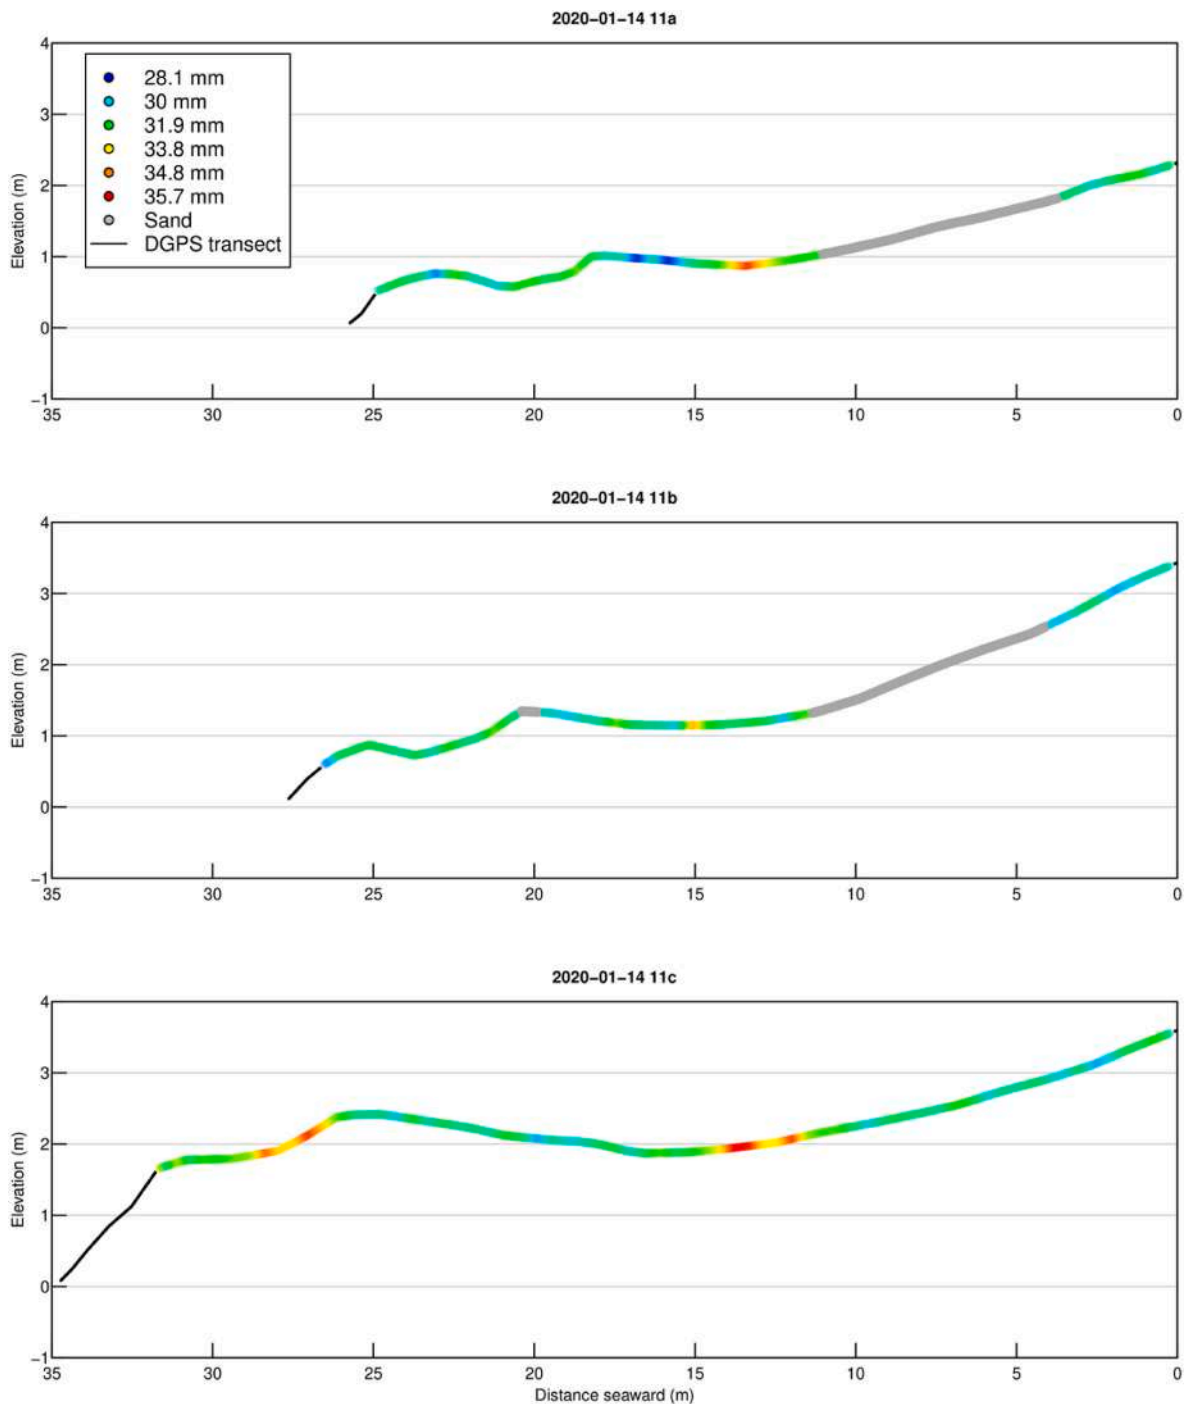 2020−01−14 11a
4
3
2
1
0
−1
Elevation (m)
28.1 mm
30 mm
31.9 mm
33.8 mm
34.8 mm
35.7 mm
Sand
DGPS transect
35 30 25 20 15 10 5 0
2020−01−14 11b
4
3
2
1
0
−1
Elevation (m)
35 30 25 20 15 10 5 0
2020−01−14 11c
4
3
2
1
0
−1
Elevation (m)
35 30 25 20 15 10 5 0
Distance seaward (m)